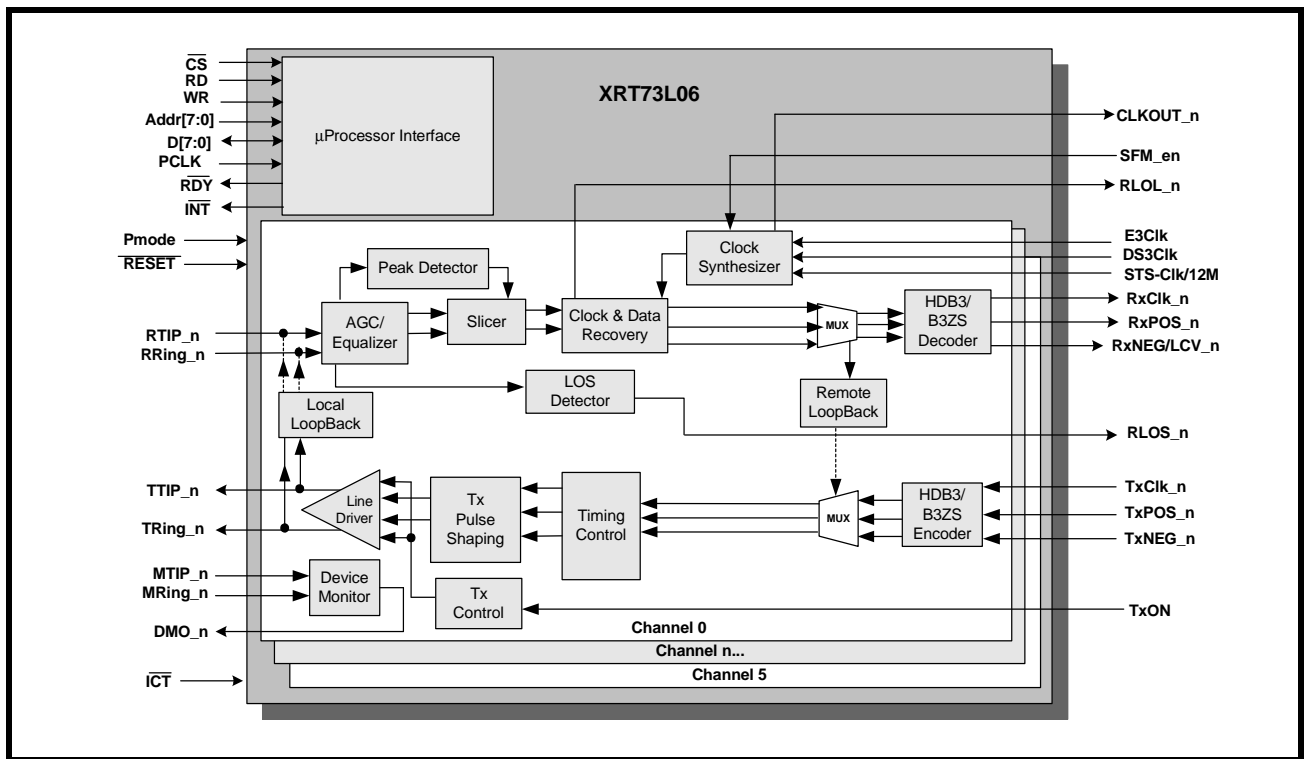 XRT73L06
CS
RD
WR
Addr[7:0]
D[7:0]
PCLK
RDY
INT
Pmode
RESET
RTIP_n
RRing_n
TTIP_n
TRing_n
MTIP_n
MRing_n
DMO_n
ICT
µProcessor Interface
Peak Detector
AGC/
Equalizer
Slicer
Clock & Data
Recovery
Clock
Synthesizer
MUX
HDB3/
B3ZS
Decoder
LOS
Detector
Remote
LoopBack
Local
LoopBack
Line
Driver
Tx
Pulse
Shaping
Timing
Control
MUX
HDB3/
B3ZS
Encoder
Device
Monitor
Tx
Control
Channel 0
Channel n...
Channel 5
CLKOUT_n
SFM_en
RLOL_n
E3Clk
DS3Clk
STS-Clk/12M
RxClk_n
RxPOS_n
RxNEG/LCV_n
RLOS_n
TxClk_n
TxPOS_n
TxNEG_n
TxON